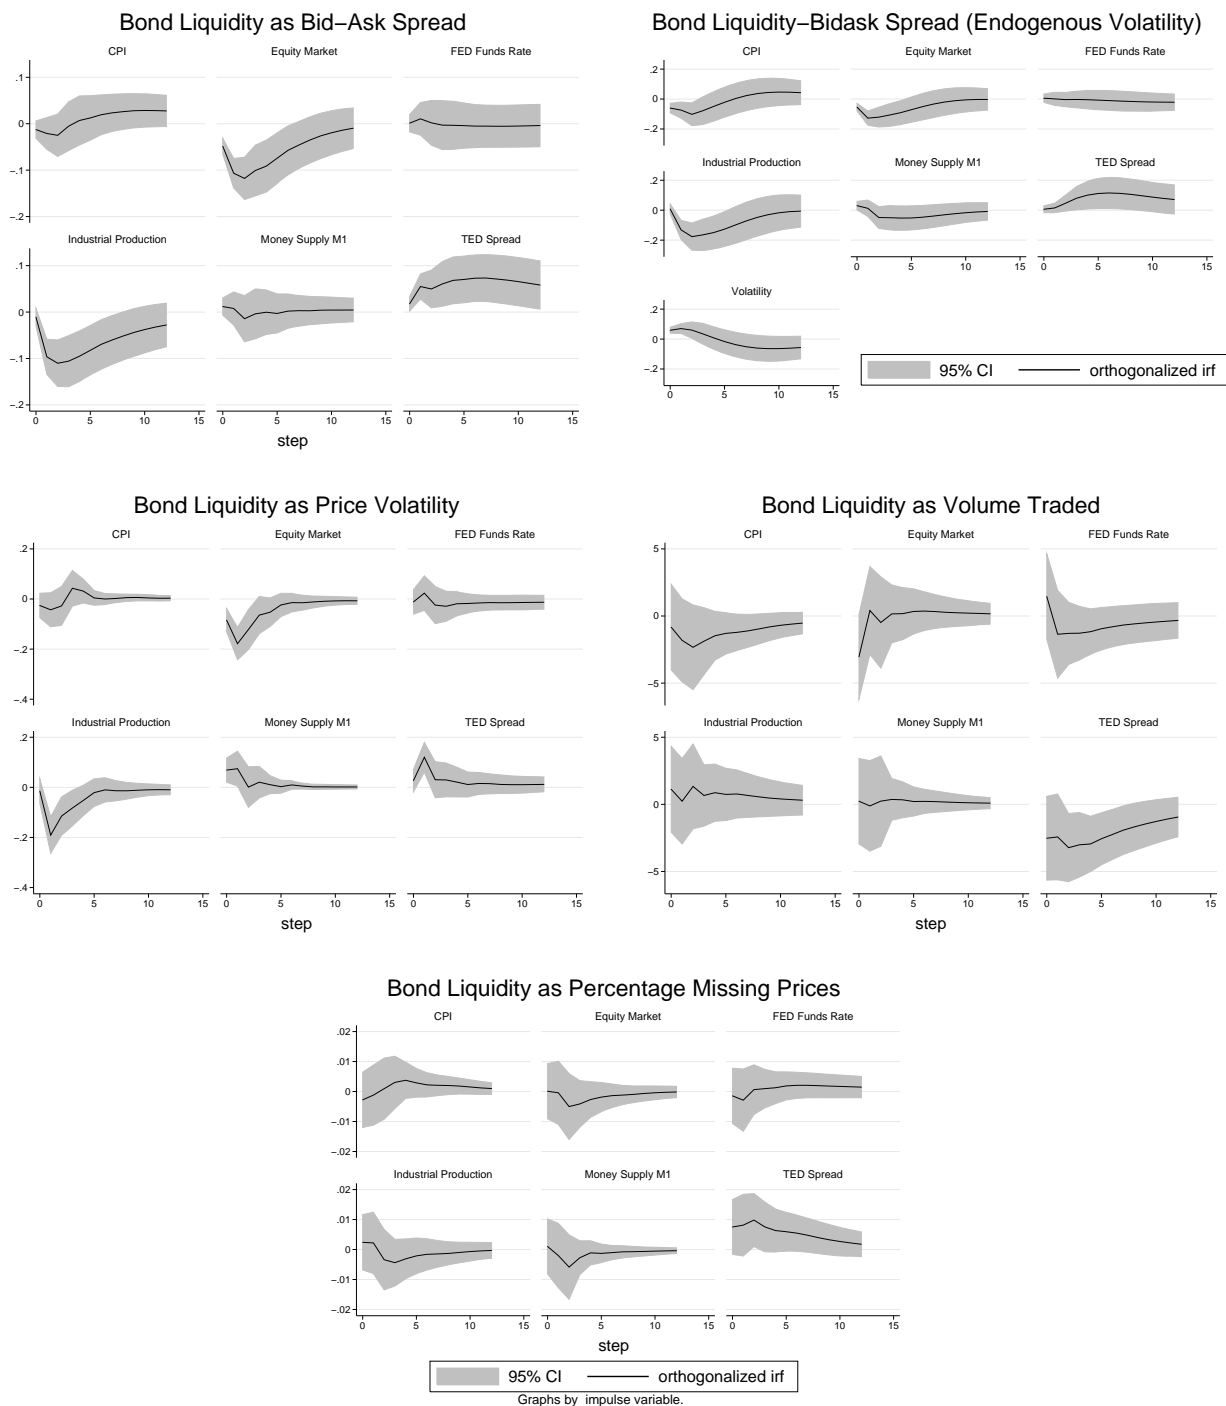 Bond Liquidity as Bid−Ask Spread
CPI
Equity Market
FED Funds Rate
.1
0
−.1
−.2
Industrial Production
Money Supply M1
TED Spread
.1
0
−.1
−.2
0 5 10 15 0 5 10 15 0 5 10 15
step
Bond Liquidity−Bidask Spread (Endogenous Volatility)
CPI
Equity Market
FED Funds Rate
.2
0
−.2
Industrial Production
Money Supply M1
TED Spread
.2
0
−.2
0 5 10 15 0 5 10 15
Volatility
.2
0
−.2
0 5 10 15
95% CI orthogonalized irf
Bond Liquidity as Price Volatility
CPI
Equity Market
FED Funds Rate
.2
0
−.2
−.4
Industrial Production
Money Supply M1
TED Spread
.2
0
−.2
−.4
0 5 10 15 0 5 10 15 0 5 10 15
step
Bond Liquidity as Volume Traded
CPI
Equity Market
FED Funds Rate
5
0
−5
Industrial Production
Money Supply M1
TED Spread
5
0
−5
0 5 10 15 0 5 10 15 0 5 10 15
step
Bond Liquidity as Percentage Missing Prices
CPI
Equity Market
FED Funds Rate
.02
.01
0
−.01
−.02
Industrial Production
Money Supply M1
TED Spread
.02
.01
0
−.01
−.02
0 5 10 15 0 5 10 15 0 5 10 15
step
95% CI orthogonalized irf
Graphs by impulse variable.